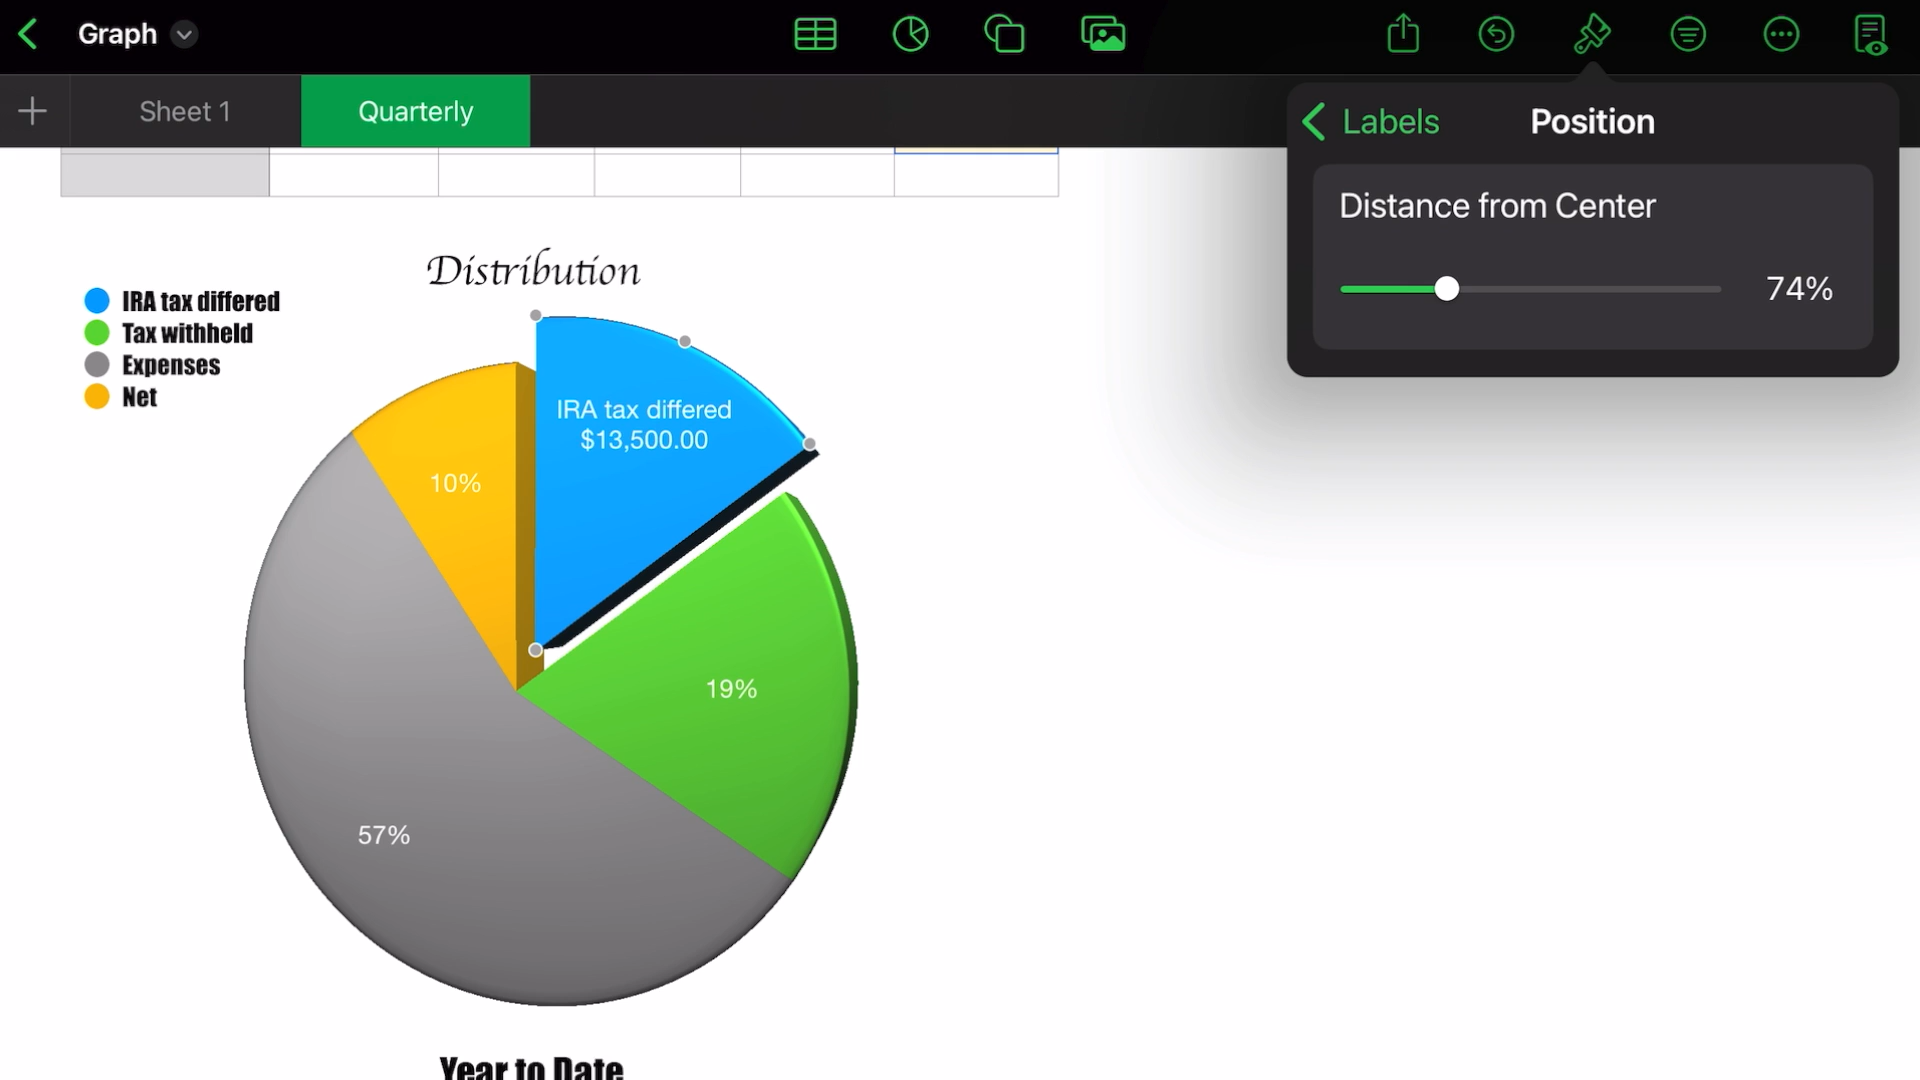 Graph
Sheet 1
Quarterly
Labels
Position
Distance from Center
74%
Distribution
IRA tax differed
Tax withheld
Expenses
Net
IRA tax differed
$13,500.00
10%
19%
57%
Year to Date